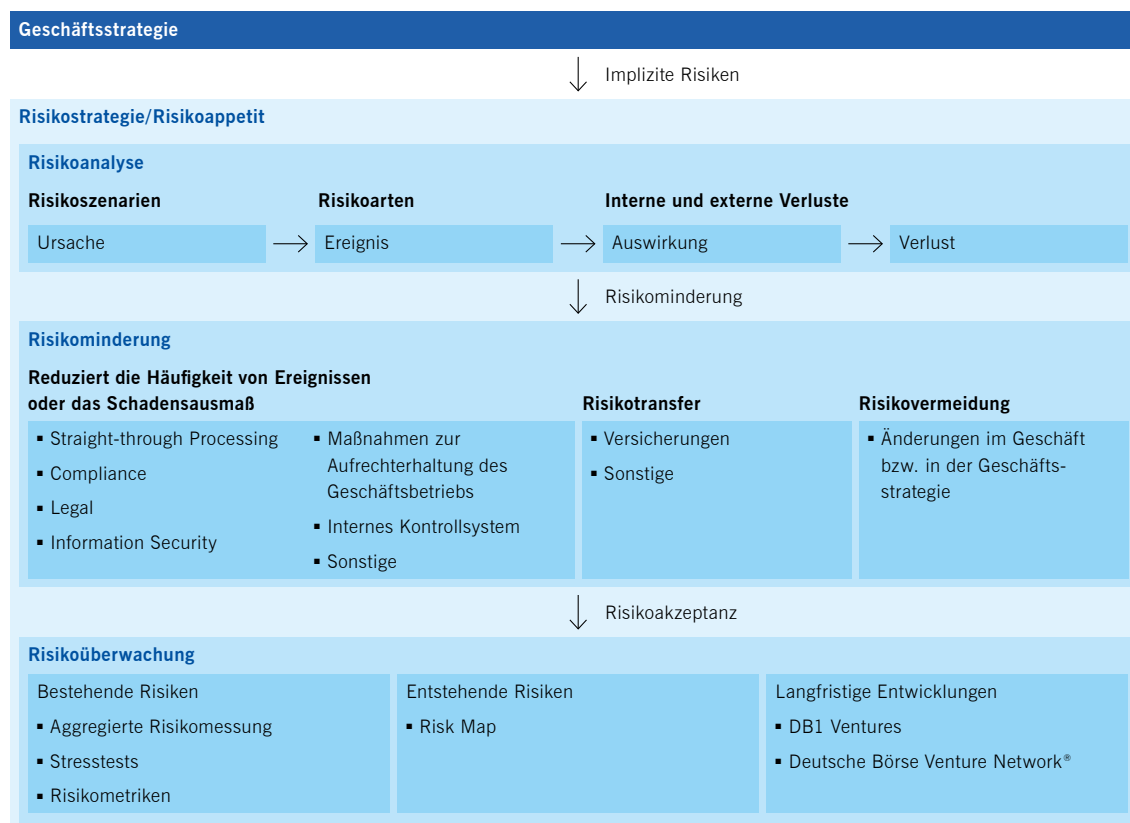 Geschäftsstrategie
Implizite Risiken
Risikostrategie/Risikoappetit
Risikoanalyse
Risikoszenarien
Risikoarten
Interne und externe Verluste
Ursache
Ereignis
Auswirkung
Verlust
Risikominderung
Risikominderung
Reduziert die Häufigkeit von Ereignissen
oder das Schadensausmaß
▪ Straight-through Processing
▪ Compliance
▪ Legal
▪ Information Security
▪ Maßnahmen zur
Aufrechterhaltung des
Geschäftsbetriebs
▪ Internes Kontrollsystem
▪ Sonstige
Risikotransfer
▪ Versicherungen
▪ Sonstige
Risikovermeidung
▪ Änderungen im Geschäft
bzw. in der Geschäfts-
strategie
Risikoakzeptanz
Risikoüberwachung
Bestehende Risiken
▪ Aggregierte Risikomessung
▪ Stresstests
▪ Risikometriken
Entstehende Risiken
▪ Risk Map
Langfristige Entwicklungen
▪ DB1 Ventures
▪ Deutsche Börse Venture Network®